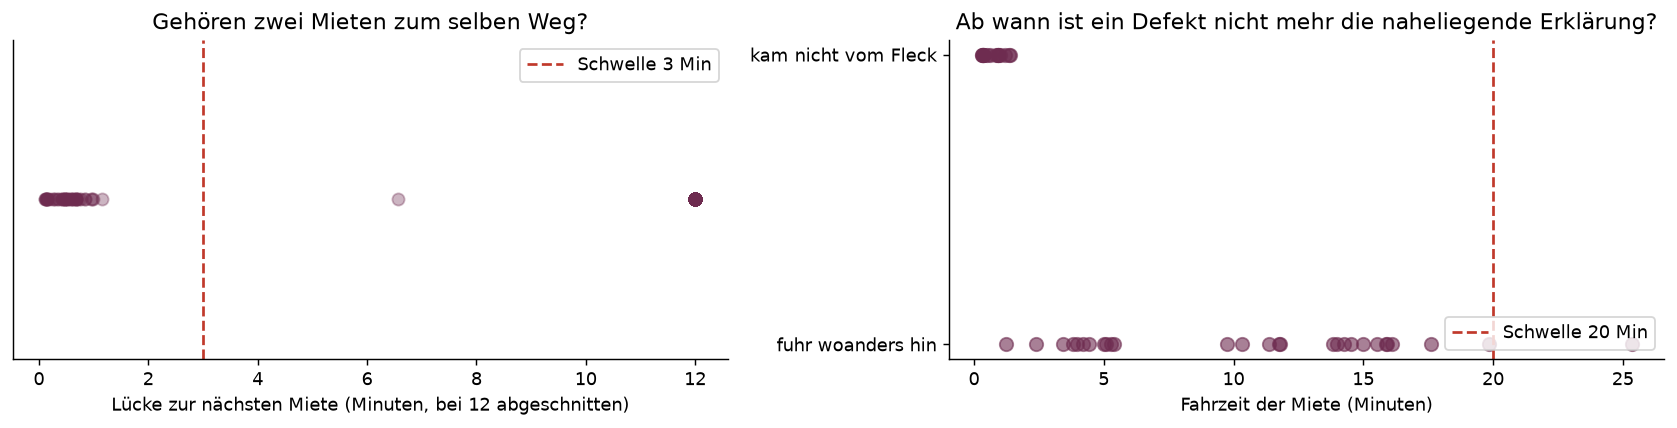 Gehören zwei Mieten zum selben Weg?
Schwelle 3 Min
0 2 4 6 8 10 12
Lücke zur nächsten Miete (Minuten, bei 12 abgeschnitten)
Ab wann ist ein Defekt nicht mehr die naheliegende Erklärung?
kam nicht vom Fleck
fuhr woanders hin
Schwelle 20 Min
0 5 10 15 20 25
Fahrzeit der Miete (Minuten)